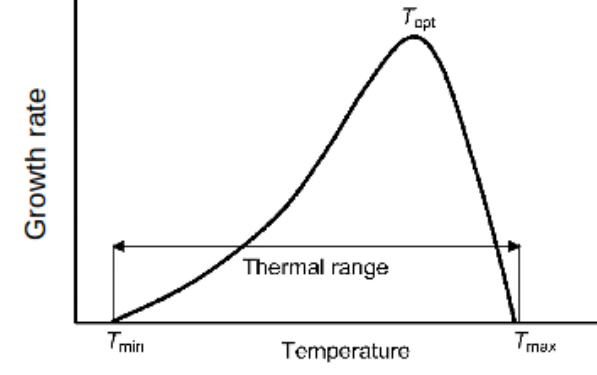 Topt
Growth rate
Thermal range
Tmin
Temperature
Tmax